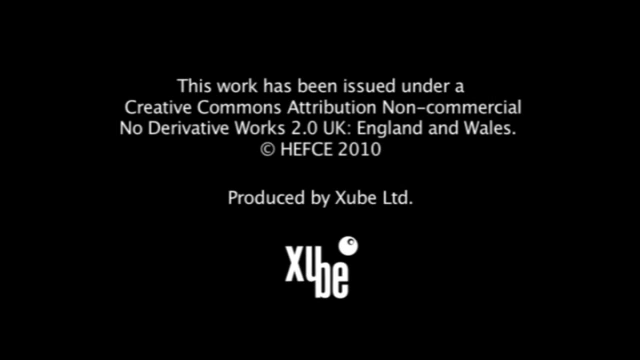 This work has been issued under a
Creative Commons Attribution Non-commercial
No Derivative Works 2.0 UK: England and Wales.
© HEFCE 2010
Produced by Xube Ltd.
Xube